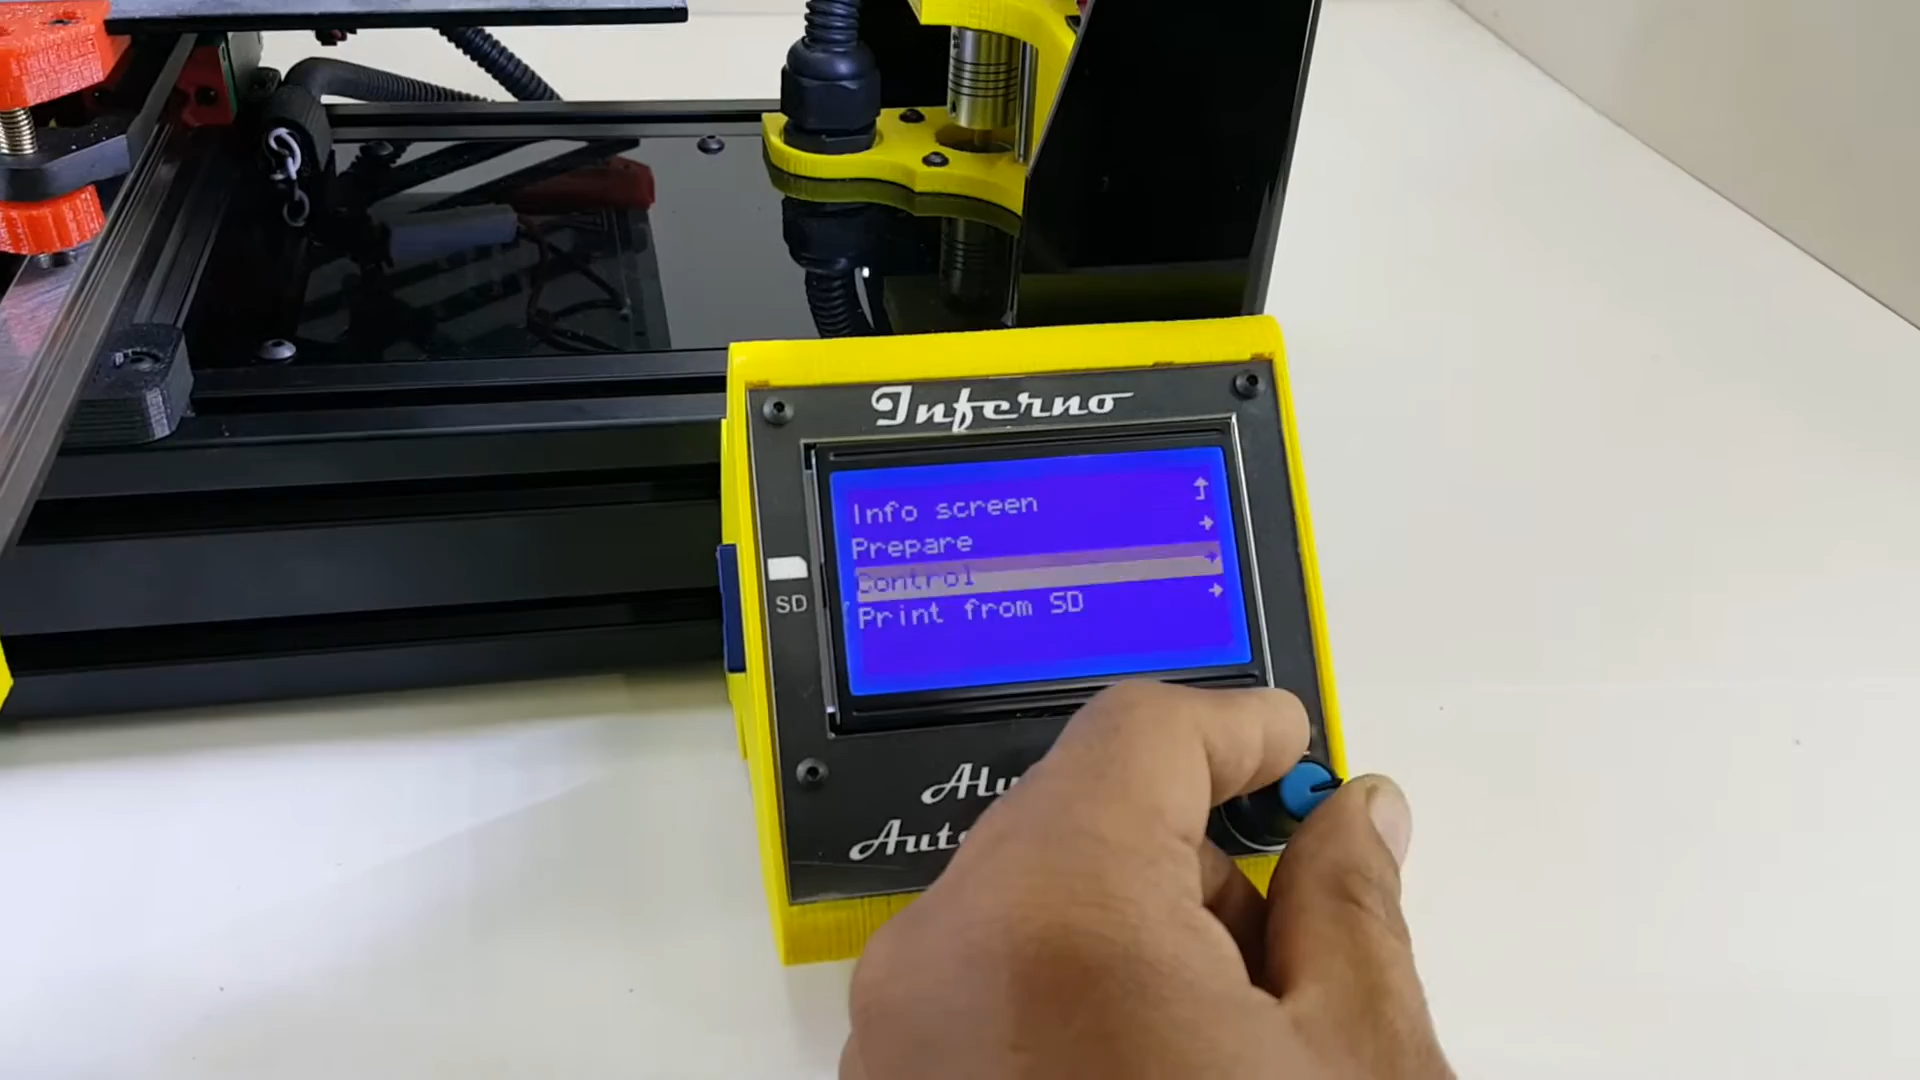 Inferno
Info screen
Prepare
Control
Print from SD
SD